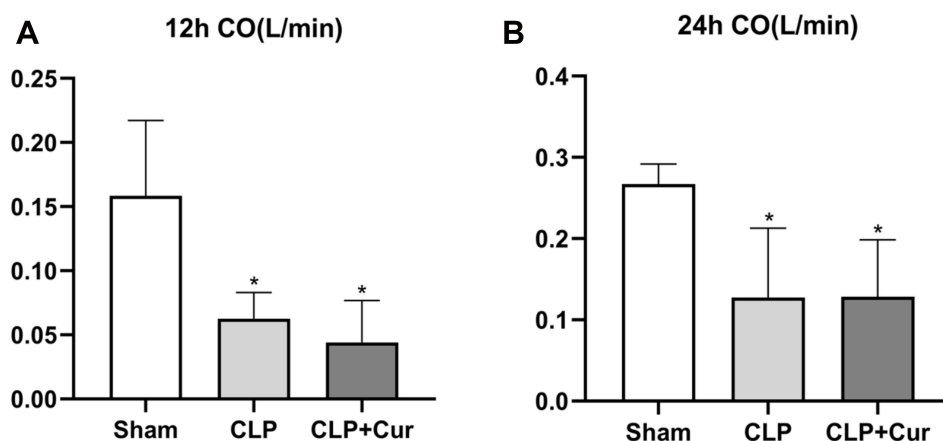 A
12h CO(L/min)
0.25
0.20
0.15
0.10
0.05
0.00
*
*
Sham CLP CLP+Cur
B
24h CO(L/min)
0.4
0.3
0.2
0.1
0.0
*
*
Sham CLP CLP+Cur